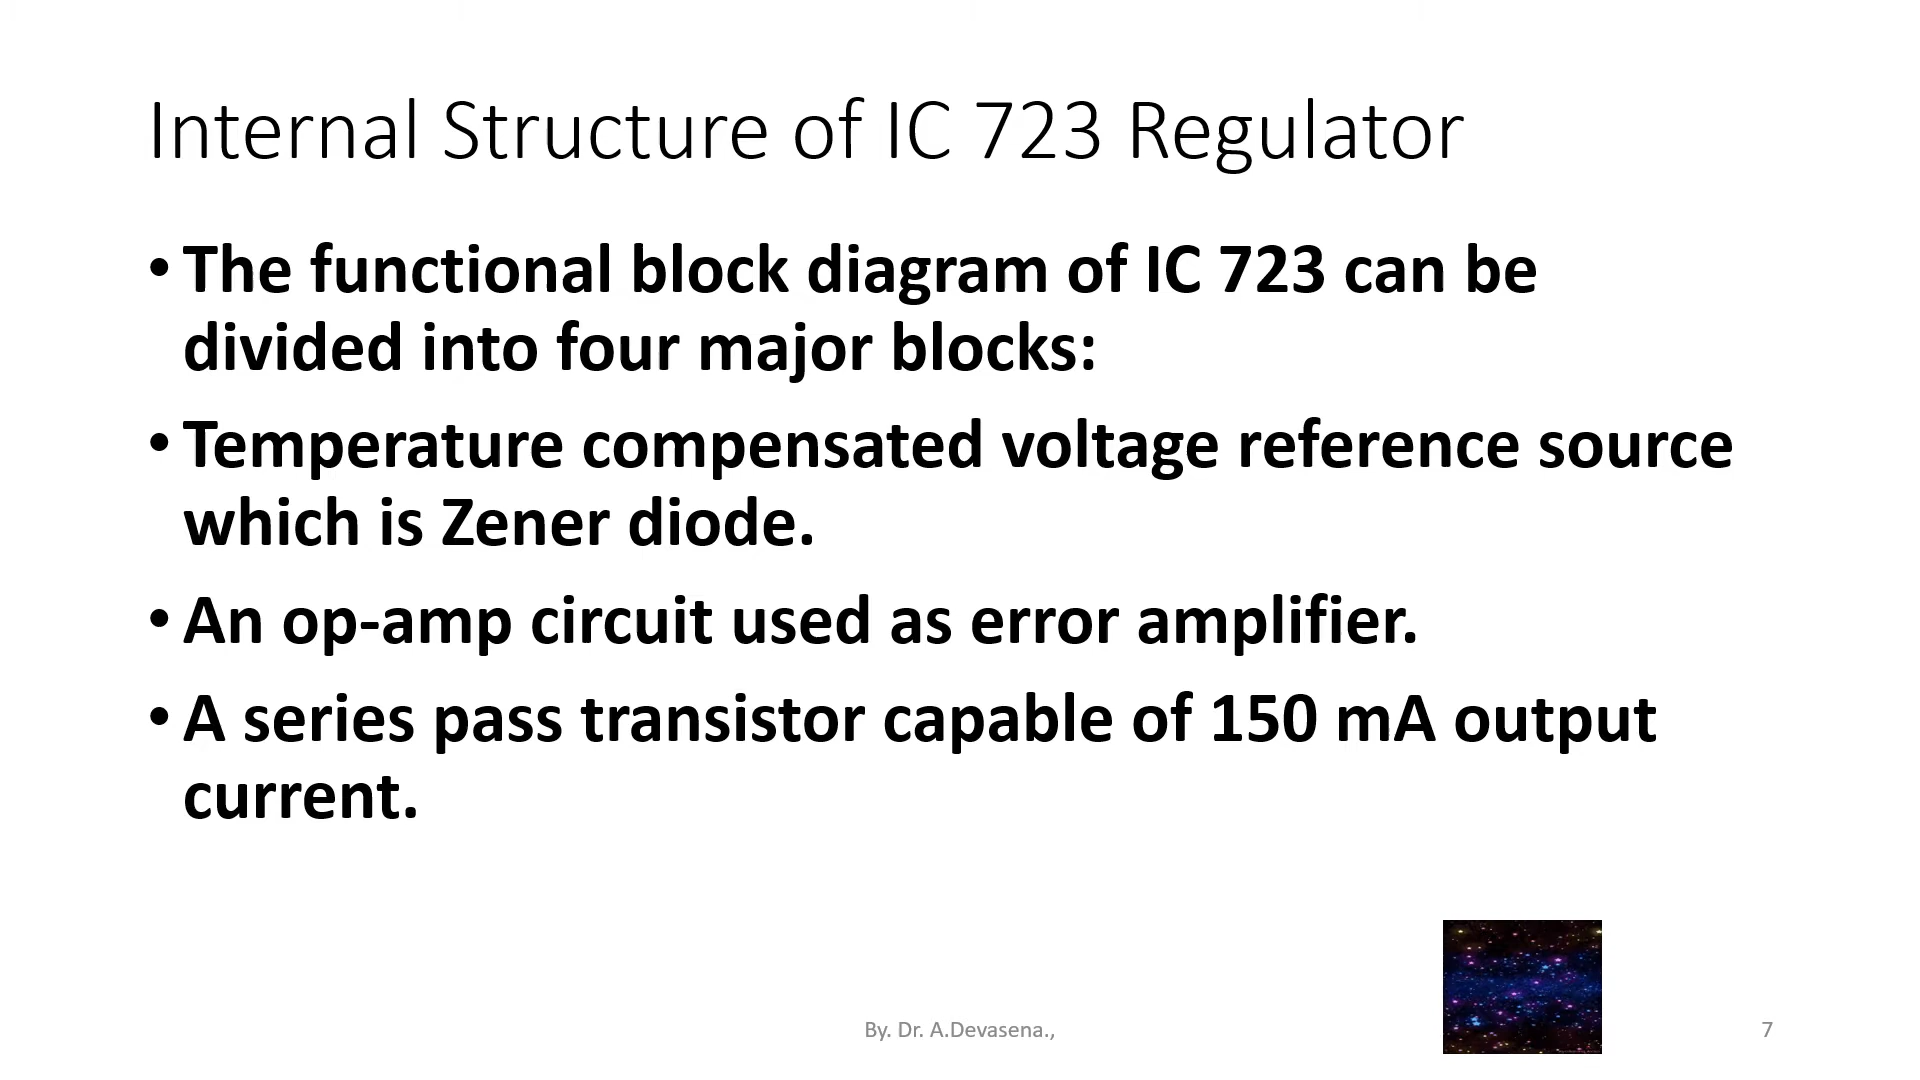 Internal Structure of IC 723 Regulator
• The functional block diagram of IC 723 can be
divided into four major blocks:
• Temperature compensated voltage reference source
which is Zener diode.
• An op-amp circuit used as error amplifier.
• A series pass transistor capable of 150 mA output
current.
By. Dr. A.Devasena.,
7